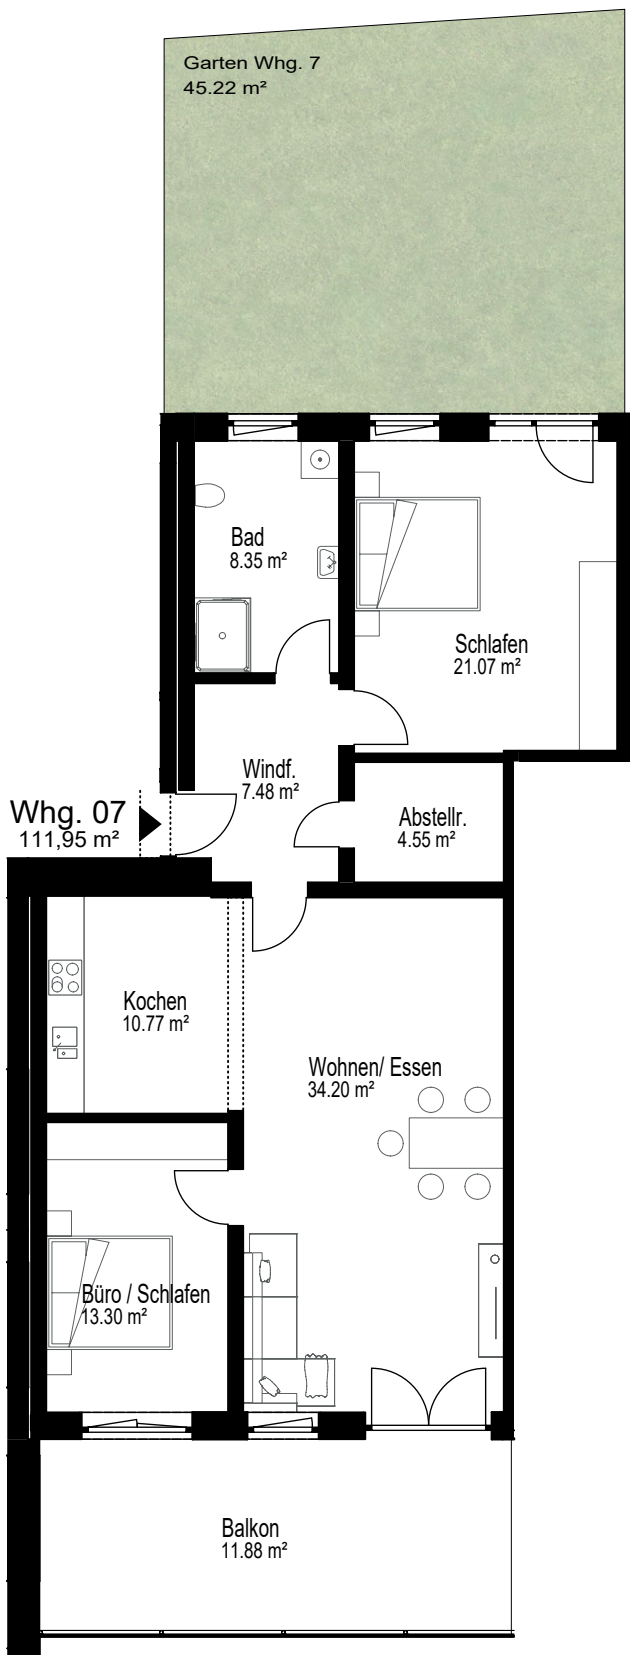 Garten Whg. 7
45.22 m²
Bad
8.35 m²
Schlafen
21.07 m²
Windf.
7.48 m²
Whg. 07
111,95 m²
Abstellr.
4.55 m²
Kochen
10.77 m²
Wohnen/ Essen
34.20 m²
Büro / Schlafen
13.30 m²
Balkon
11.88 m²